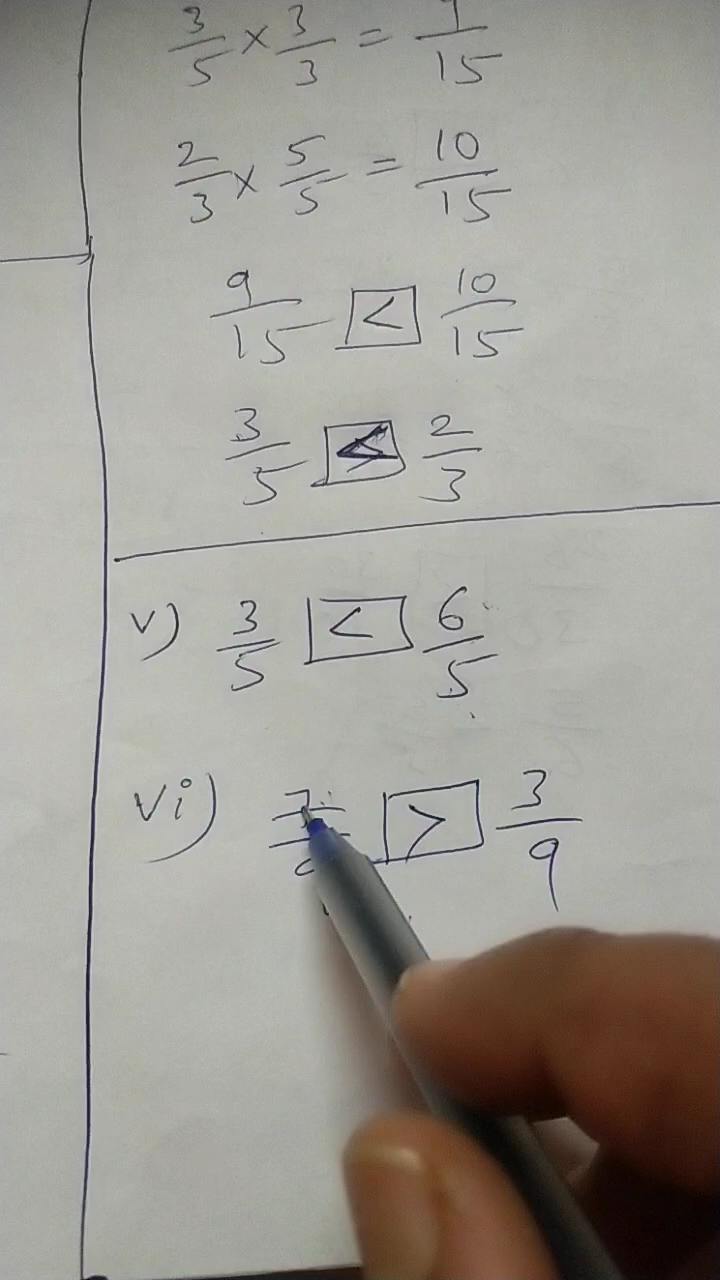 3/5 × 3/3 = 9/15
2/3 × 5/5 = 10/15
9/15 < 10/15
3/5 < 2/3
v) 3/5 < 6/5
vi) > 3/9